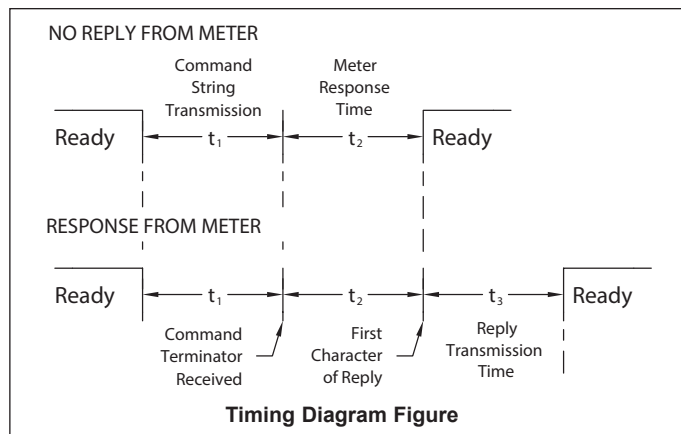 NO REPLY FROM METER
Command
String
Transmission
Meter
Response
Time
Ready
t₁
t₂
Ready
RESPONSE FROM METER
Ready
t₁
t₂
t₃
Ready
Command
Terminator
Received
First
Character
of Reply
Reply
Transmission
Time
Timing Diagram Figure